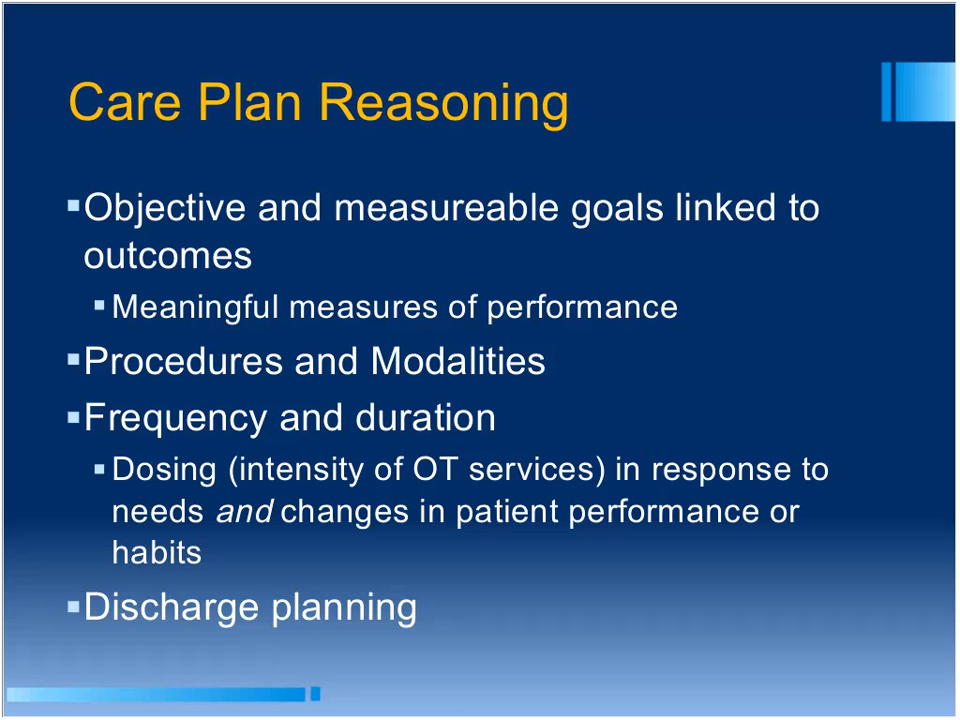 Care Plan Reasoning
▪Objective and measureable goals linked to
outcomes
▪Meaningful measures of performance
▪Procedures and Modalities
▪Frequency and duration
▪Dosing (intensity of OT services) in response to
needs and changes in patient performance or
habits
▪Discharge planning